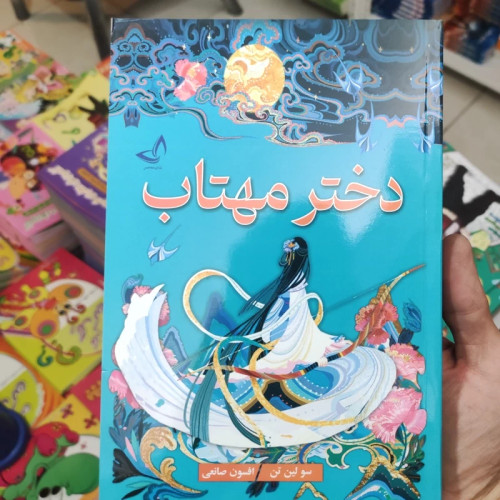 دختر مهتاب
سو لین تن / افسون صانعی